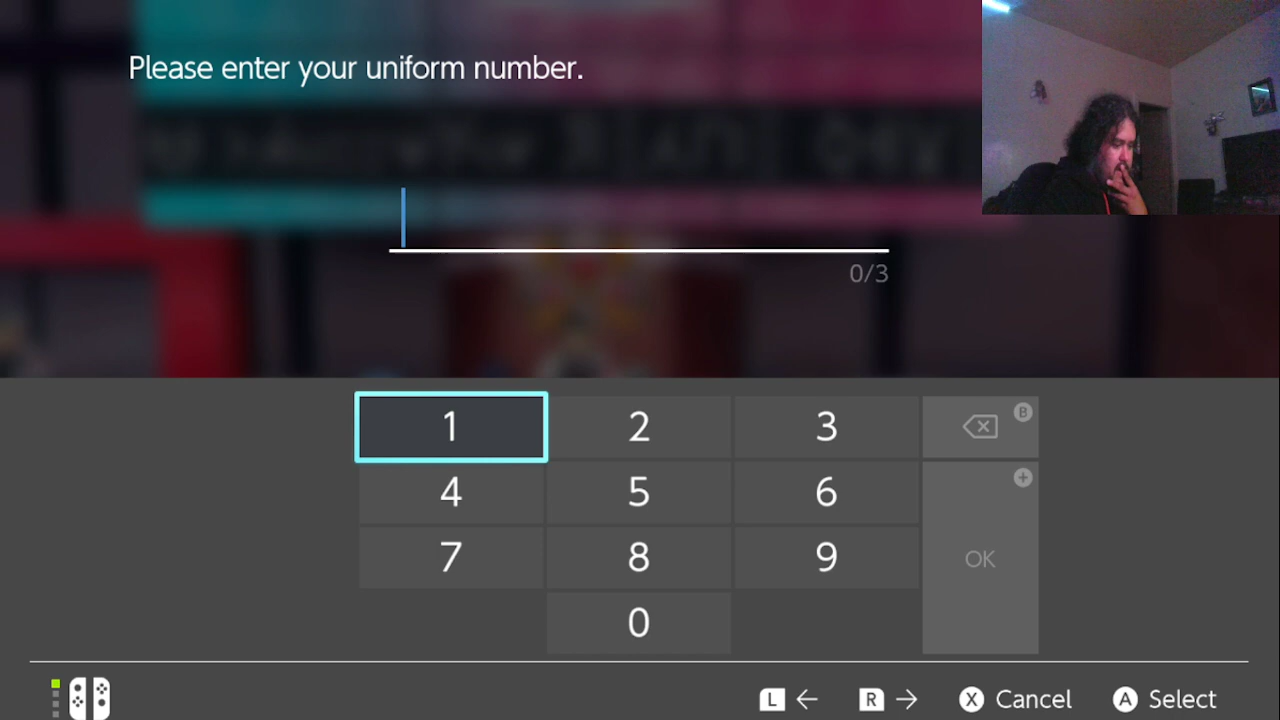 Please enter your uniform number.
0/3
1 2 3 B
4 5 6 +
7 8 9 OK
0
L ← R → X Cancel A Select